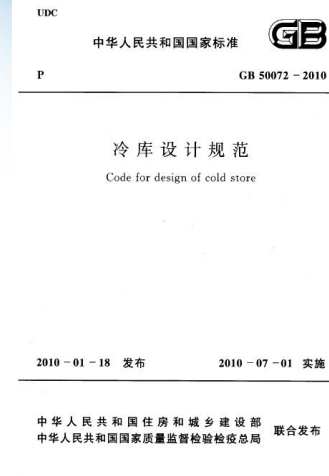 UDC
中华人民共和国国家标准 GB
P GB 50072-2010
冷库设计规范
Code for design of cold store
2010-01-18 发布 2010-07-01 实施
中华人民共和国住房和城乡建设部
中华人民共和国国家质量监督检验检疫总局
联合发布